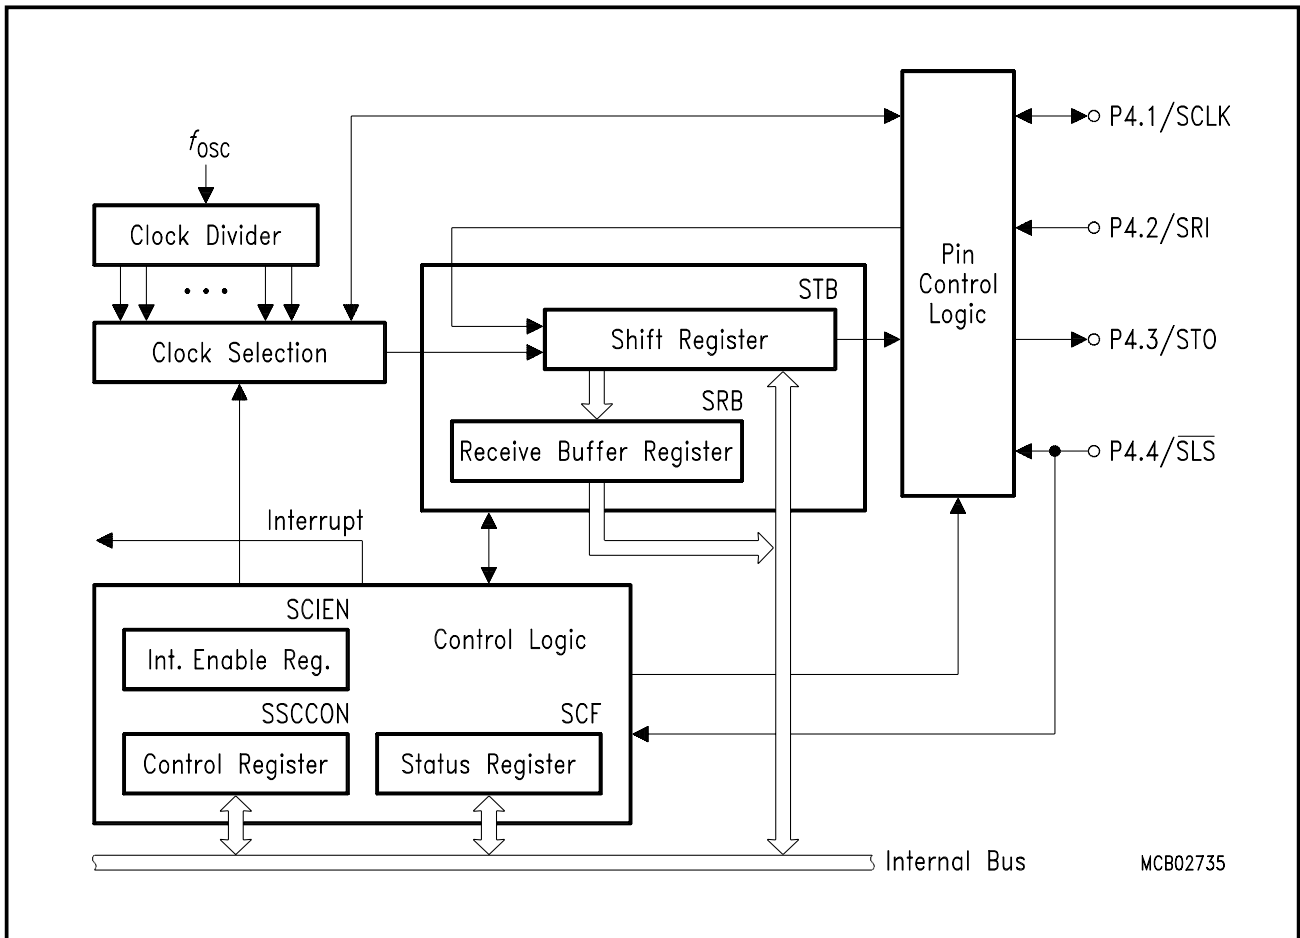 fOSC
Clock Divider
...
Clock Selection
STB
Shift Register
SRB
Receive Buffer Register
Pin
Control
Logic
P4.1/SCLK
P4.2/SRI
P4.3/STO
P4.4/S̅L̅S̅
Interrupt
SCIEN
Int. Enable Reg.
Control Logic
SSCCON
Control Register
SCF
Status Register
Internal Bus
MCB02735